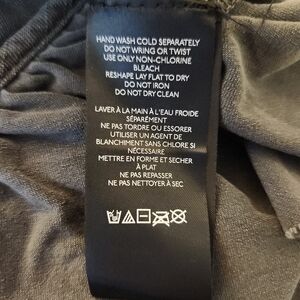 HAND WASH COLD SEPARATELY
DO NOT WRING OR TWIST
USE ONLY NON-CHLORINE
BLEACH
RESHAPE LAY FLAT TO DRY
DO NOT IRON
DO NOT DRY CLEAN
LAVER À LA MAIN À L'EAU FROIDE
SÉPARÉMENT
NE PAS TORDRE OU ESSORER
UTILISER UN AGENT DE
BLANCHIMENT SANS CHLORE SI
NÉCESSAIRE
METTRE EN FORME ET SECHER
À PLAT
NE PAS REPASSER
NE PAS NETTOYER À SEC